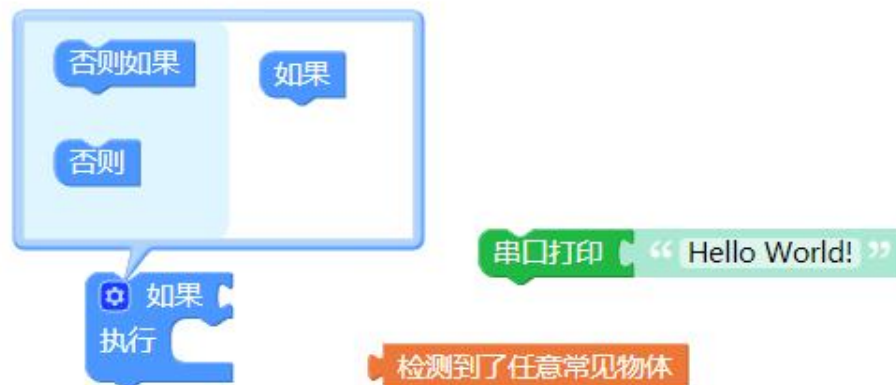 否则如果
如果
否则
串口打印 “ Hello World! ”
如果
执行
检测到了任意常见物体